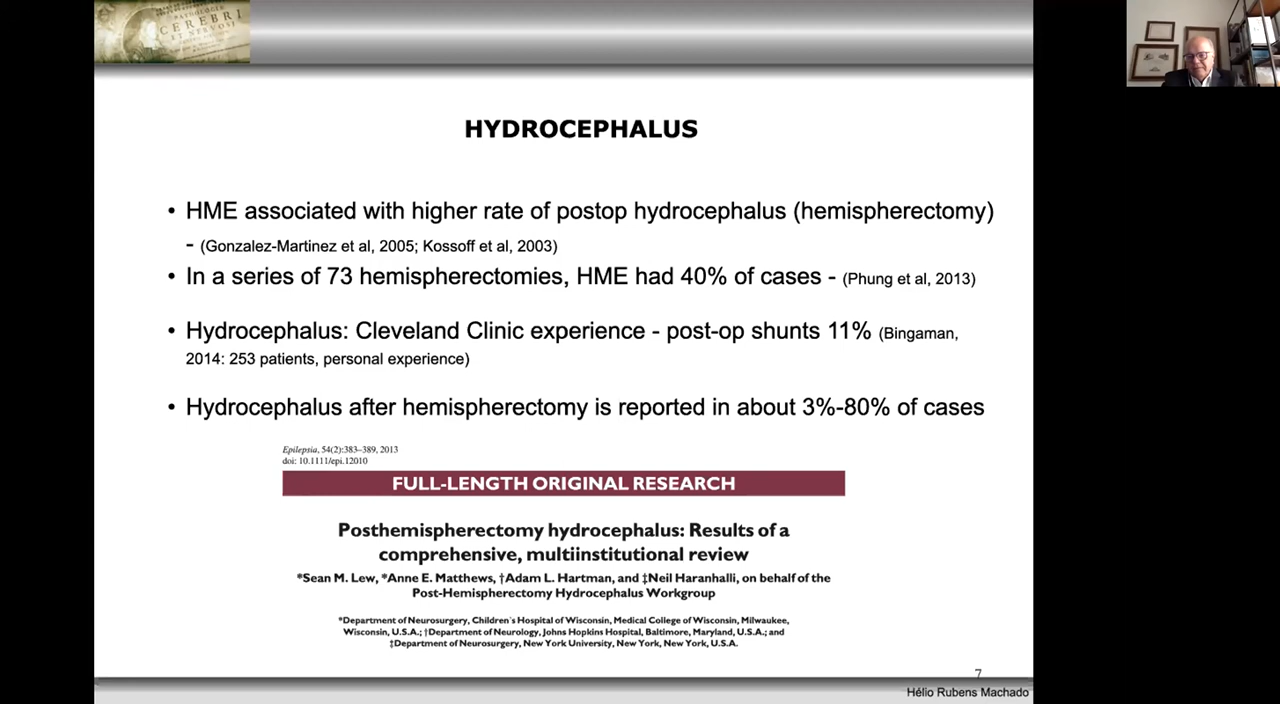 PATHOLOGIÆ
CEREBRI
ET NERVOSI
HYDROCEPHALUS
• HME associated with higher rate of postop hydrocephalus (hemispherectomy)
- (Gonzalez-Martinez et al, 2005; Kossoff et al, 2003)
• In a series of 73 hemispherectomies, HME had 40% of cases - (Phung et al, 2013)
• Hydrocephalus: Cleveland Clinic experience - post-op shunts 11% (Bingaman,
2014: 253 patients, personal experience)
• Hydrocephalus after hemispherectomy is reported in about 3%-80% of cases
Epilepsia, 54(2):383–389, 2013
doi: 10.1111/epi.12010
FULL-LENGTH ORIGINAL RESEARCH
Posthemispherectomy hydrocephalus: Results of a
comprehensive, multiinstitutional review
*Sean M. Lew, *Anne E. Matthews, †Adam L. Hartman, and ‡Neil Haranhalli, on behalf of the
Post-Hemispherectomy Hydrocephalus Workgroup
*Department of Neurosurgery, Children's Hospital of Wisconsin, Medical College of Wisconsin, Milwaukee,
Wisconsin, U.S.A.; †Department of Neurology, Johns Hopkins Hospital, Baltimore, Maryland, U.S.A.; and
‡Department of Neurosurgery, New York University, New York, New York, U.S.A.
7
Hélio Rubens Machado